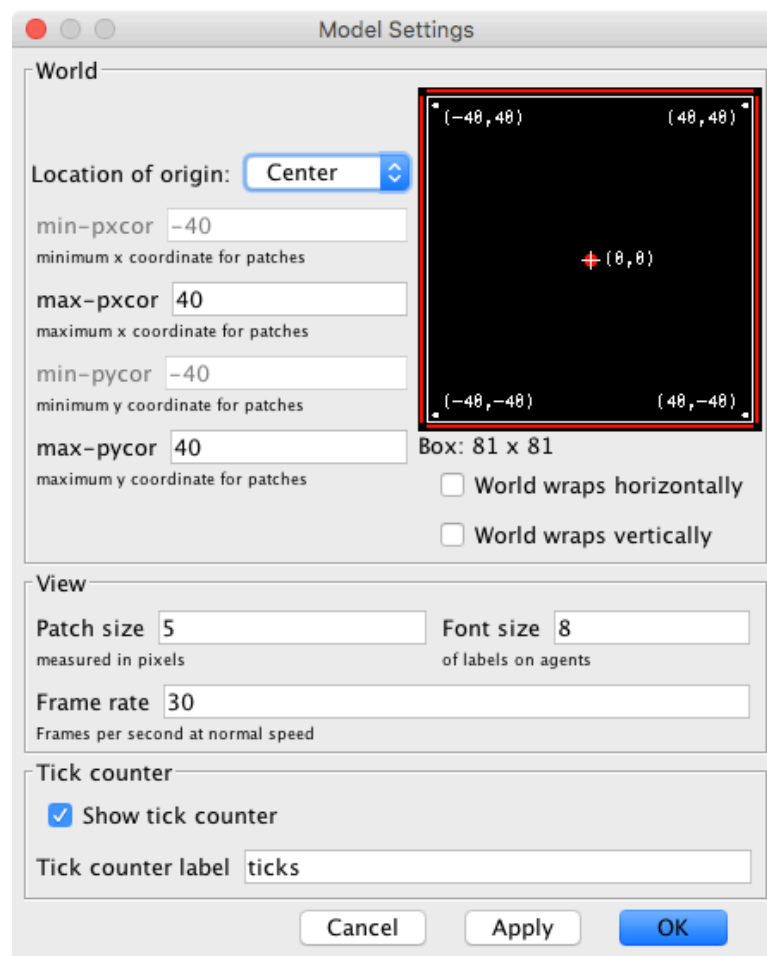 Model Settings
World
(-40,40) (40,40)
Location of origin: Center
min-pxcor -40
minimum x coordinate for patches
(0,0)
max-pxcor 40
maximum x coordinate for patches
min-pycor -40
minimum y coordinate for patches
(-40,-40) (40,-40)
max-pycor 40
maximum y coordinate for patches
Box: 81 x 81
World wraps horizontally
World wraps vertically
View
Patch size 5 Font size 8
measured in pixels of labels on agents
Frame rate 30
Frames per second at normal speed
Tick counter
Show tick counter
Tick counter label ticks
Cancel Apply OK